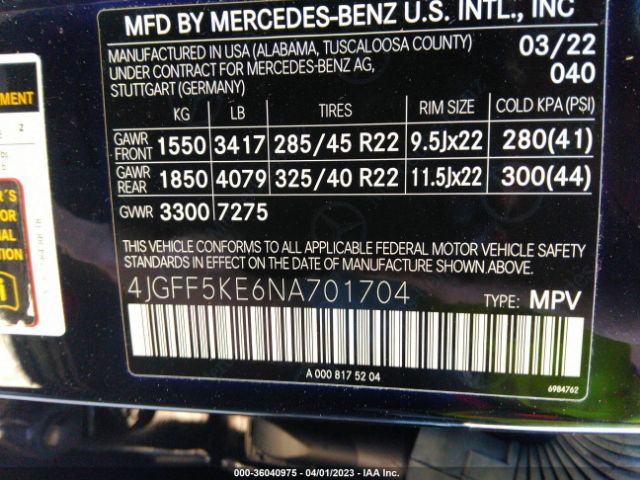 MFD BY MERCEDES-BENZ U.S. INTL., INC
MANUFACTURED IN USA (ALABAMA, TUSCALOOSA COUNTY) 03/22
UNDER CONTRACT FOR MERCEDES-BENZ AG, 040
STUTTGART (GERMANY)
KG LB TIRES RIM SIZE COLD KPA (PSI)
GAWR FRONT 1550 3417 285/45 R22 9.5Jx22 280(41)
GAWR REAR 1850 4079 325/40 R22 11.5Jx22 300(44)
GVWR 3300 7275
THIS VEHICLE CONFORMS TO ALL APPLICABLE FEDERAL MOTOR VEHICLE SAFETY
STANDARDS IN EFFECT ON THE DATE OF MANUFACTURE SHOWN ABOVE.
4JGFF5KE6NA701704 TYPE: MPV
A 000 817 52 04
6984762
000-36040975 - 04/01/2023 - IAA Inc.